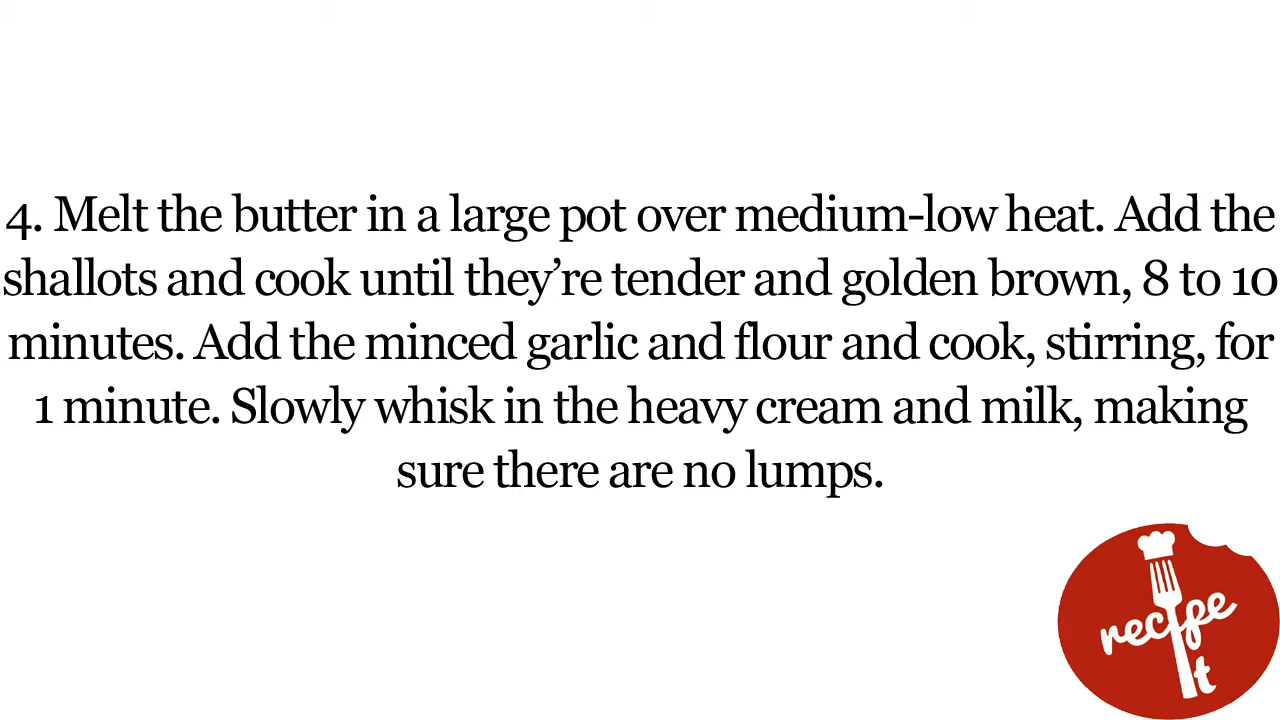 4. Melt the butter in a large pot over medium-low heat. Add the
shallots and cook until they’re tender and golden brown, 8 to 10
minutes. Add the minced garlic and flour and cook, stirring, for
1 minute. Slowly whisk in the heavy cream and milk, making
sure there are no lumps.
recipe
It